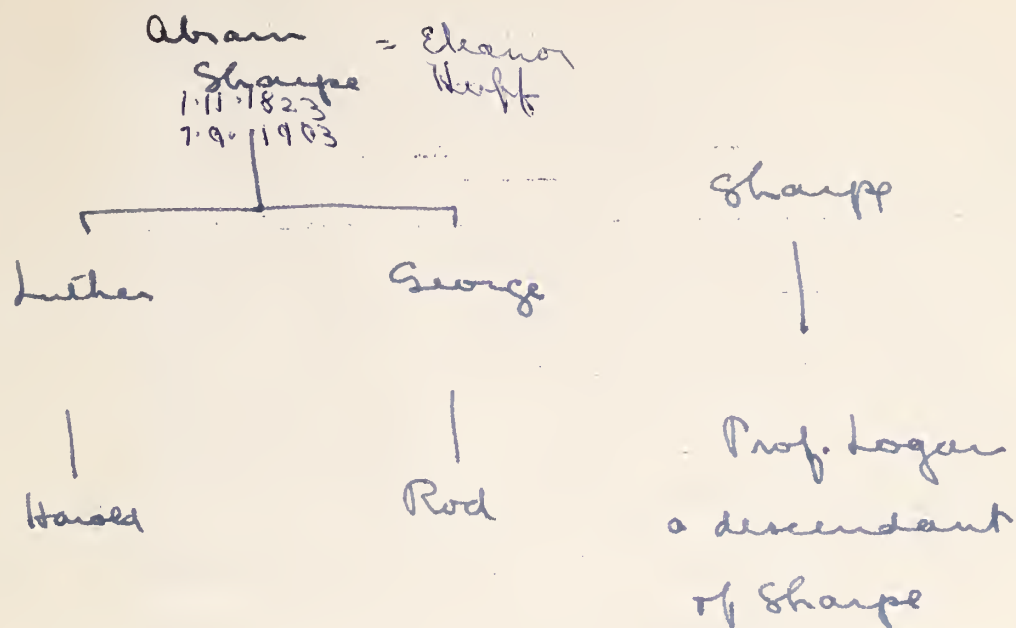 Abram = Eleanor
Sharpe Huff
1.11.1823
7.9.1903
Sharpe
Luther George
Prof. Logan
Harold Rod
a descendant
of Sharpe